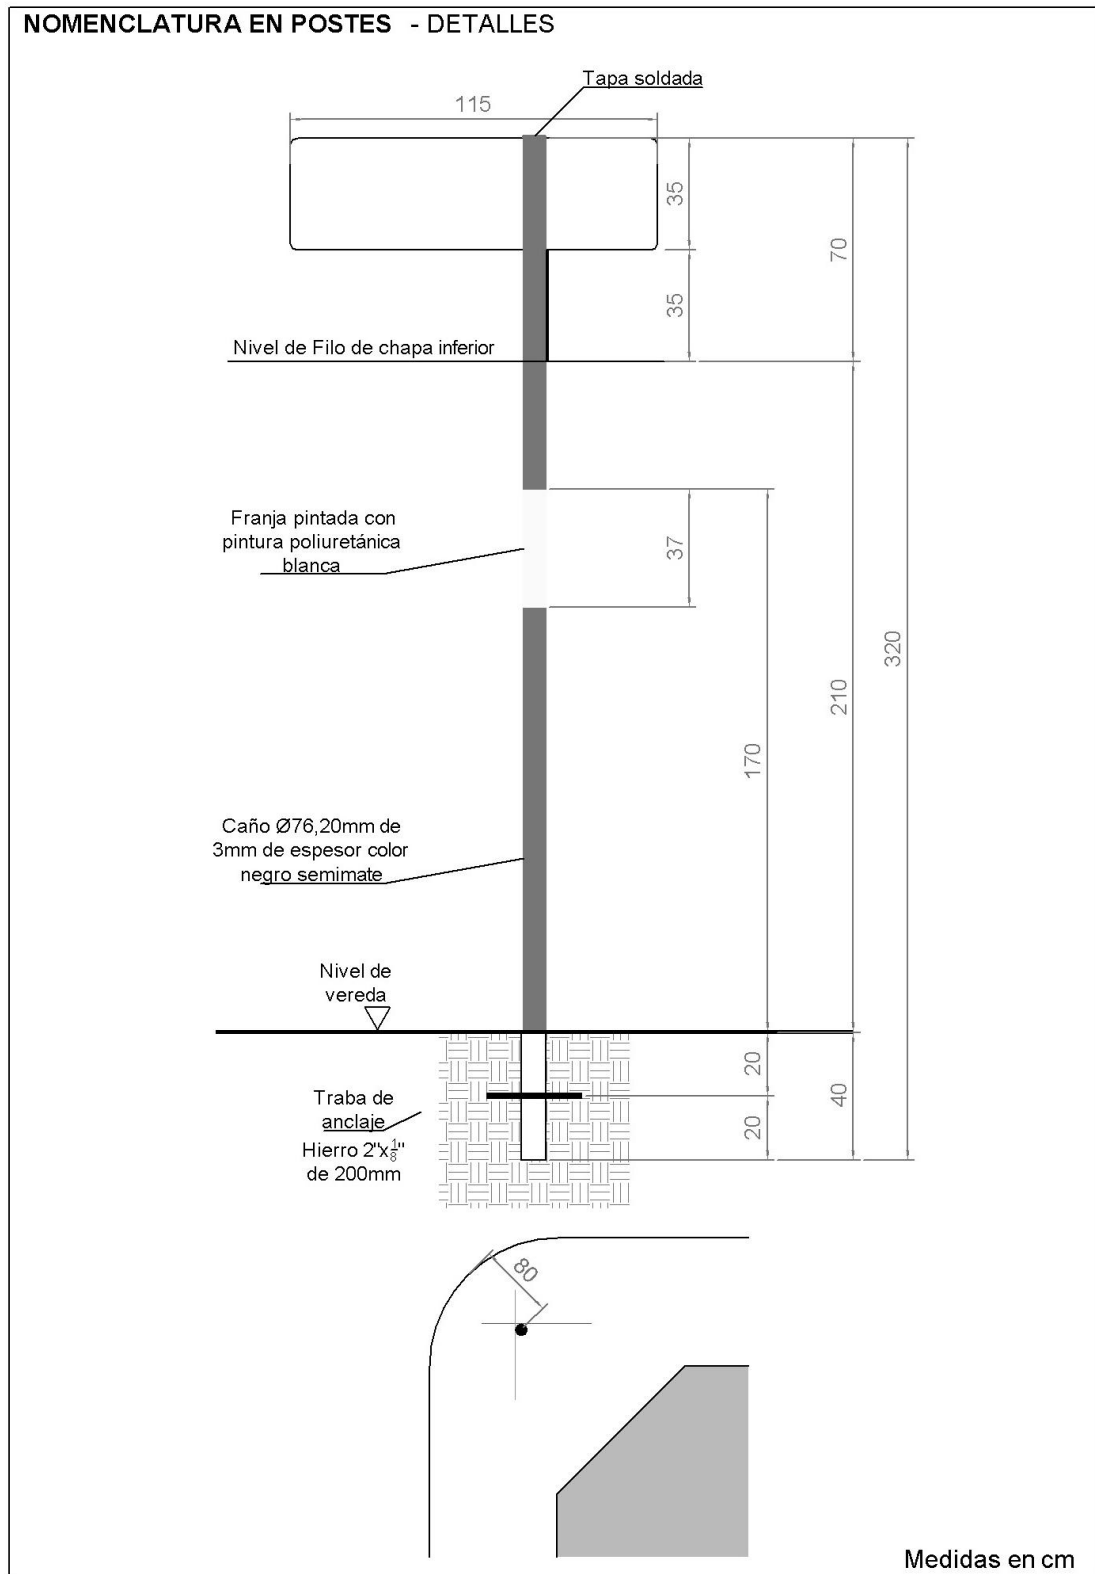 NOMENCLATURA EN POSTES - DETALLES
Tapa soldada
115
35
70
35
Nivel de Filo de chapa inferior
Franja pintada con
pintura poliuretánica
blanca
37
320
210
170
Caño Ø76,20mm de
3mm de espesor color
negro semimate
Nivel de
vereda
20
40
20
Traba de
anclaje
Hierro 2"x1/8"
de 200mm
80
Medidas en cm